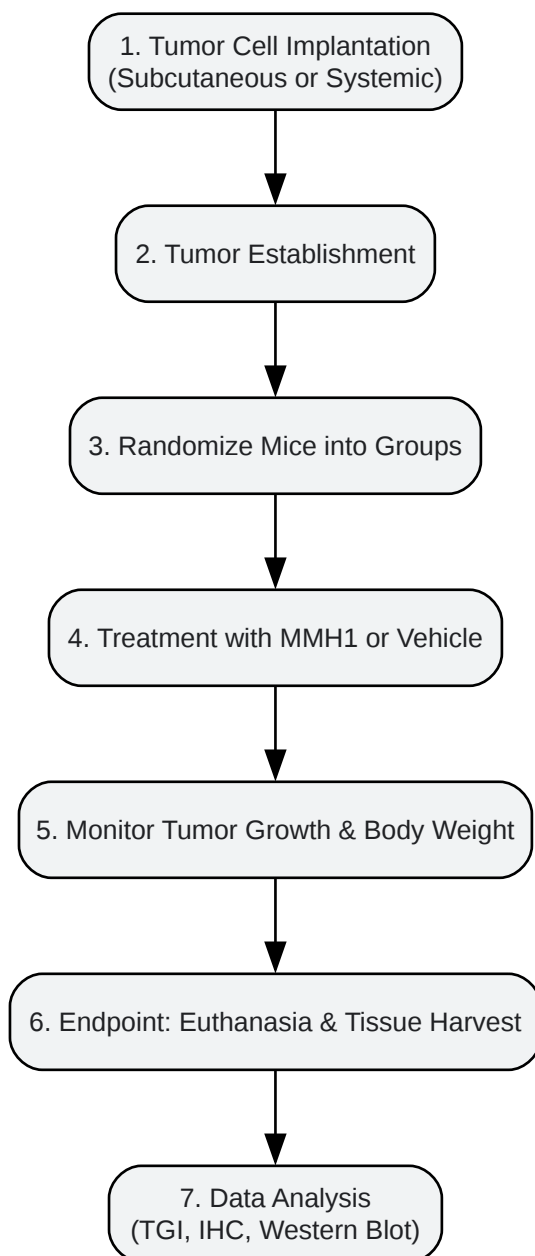 1. Tumor Cell Implantation
(Subcutaneous or Systemic)
2. Tumor Establishment
3. Randomize Mice into Groups
4. Treatment with MMH1 or Vehicle
5. Monitor Tumor Growth & Body Weight
6. Endpoint: Euthanasia & Tissue Harvest
7. Data Analysis
(TGI, IHC, Western Blot)